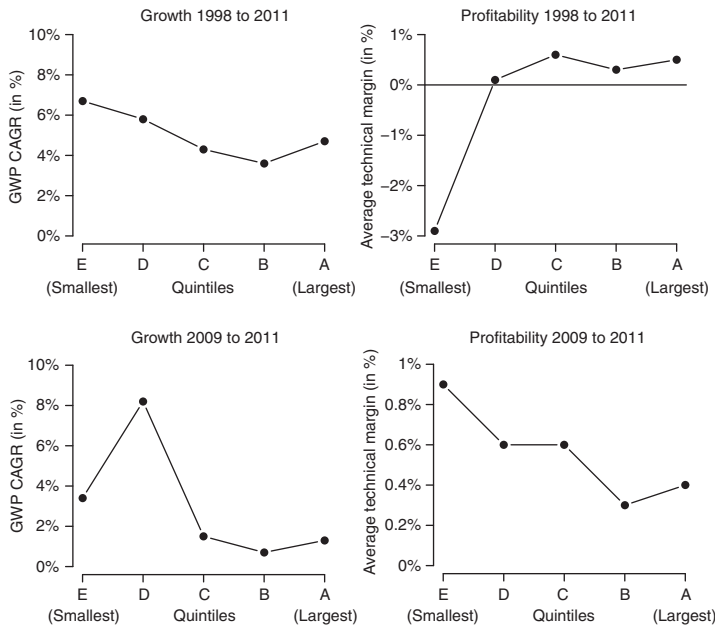 Growth 1998 to 2011
GWP CAGR (in %)
10%
8%
6%
4%
2%
0%
E D C B A
(Smallest) Quintiles (Largest)
Profitability 1998 to 2011
Average technical margin (in %)
1%
0%
−1%
−2%
−3%
E D C B A
(Smallest) Quintiles (Largest)
Growth 2009 to 2011
GWP CAGR (in %)
10%
8%
6%
4%
2%
0%
E D C B A
(Smallest) Quintiles (Largest)
Profitability 2009 to 2011
Average technical margin (in %)
1%
0.8%
0.6%
0.4%
0.2%
0%
E D C B A
(Smallest) Quintiles (Largest)